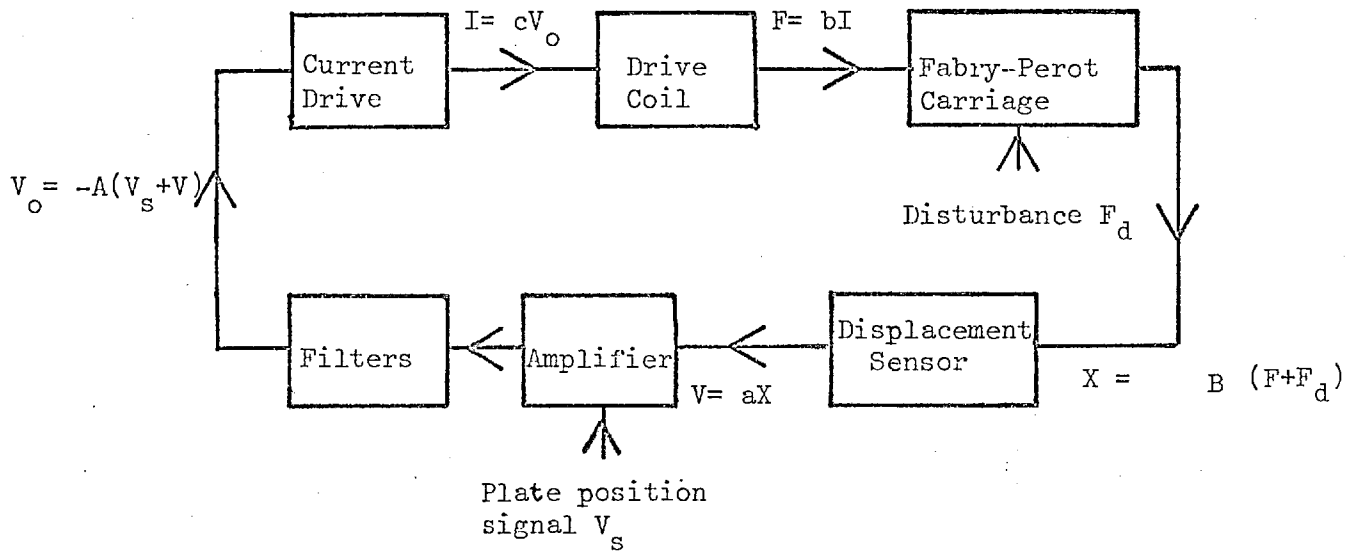 I= cV_o
F= bI
Current
Drive
Drive
Coil
Fabry-Perot
Carriage
V_o= -A(V_s+V)
Disturbance F_d
Filters
Amplifier
V= aX
Displacement
Sensor
X = B (F+F_d)
Plate position
signal V_s